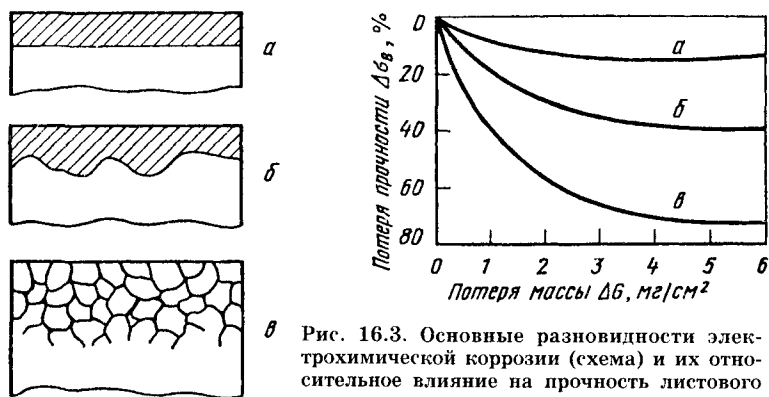 а
б
в
Потеря прочности Δσв, %
0
20
40
60
80
а
б
в
0 1 2 3 4 5 6
Потеря массы ΔG, мг/см²
Рис. 16.3. Основные разновидности элек-
трохимической коррозии (схема) и их отно-
сительное влияние на прочность листового